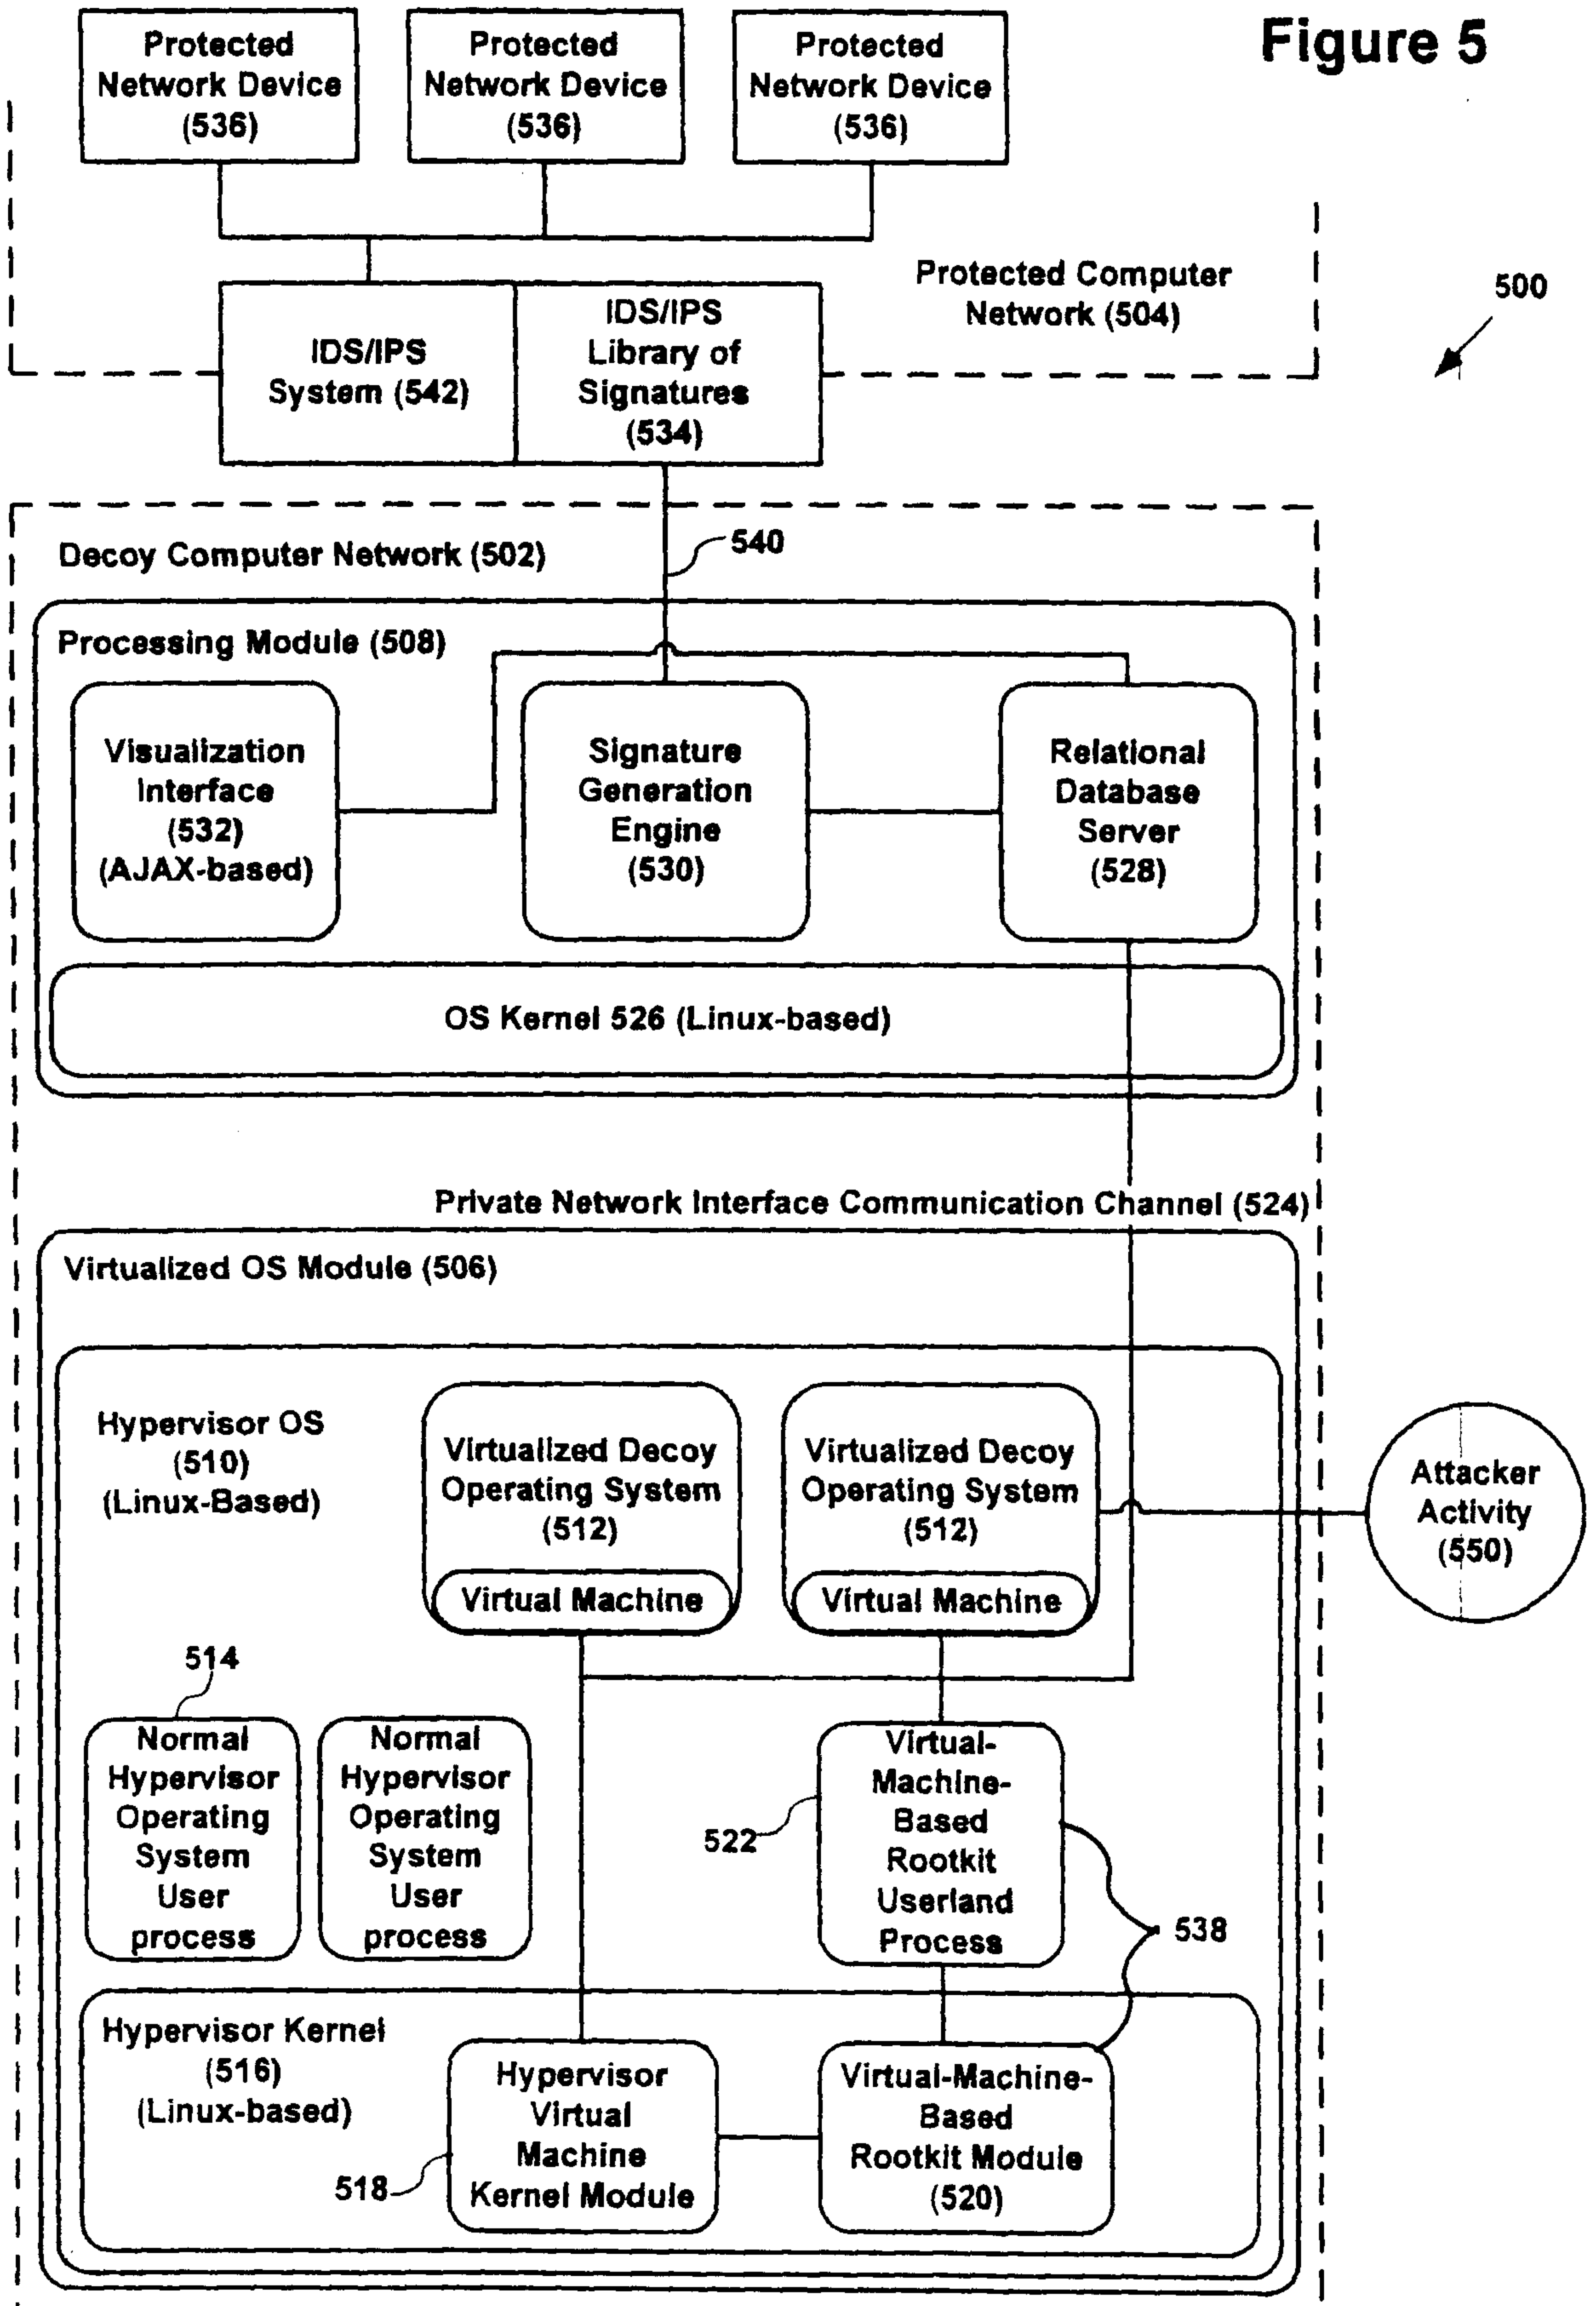 Figure 5
Protected
Network Device
(536)
Protected
Network Device
(536)
Protected
Network Device
(536)
Protected Computer
Network (504)
500
IDS/IPS
System (542)
IDS/IPS
Library of
Signatures
(534)
540
Decoy Computer Network (502)
Processing Module (508)
Visualization
Interface
(532)
(AJAX-based)
Signature
Generation
Engine
(530)
Relational
Database
Server
(528)
OS Kernel 526 (Linux-based)
Private Network Interface Communication Channel (524)
Virtualized OS Module (506)
Hypervisor OS
(510)
(Linux-Based)
Virtualized Decoy
Operating System
(512)
Virtual Machine
Virtualized Decoy
Operating System
(512)
Virtual Machine
Attacker
Activity
(550)
514
Normal
Hypervisor
Operating
System
User
process
Normal
Hypervisor
Operating
System
User
process
522
Virtual-
Machine-
Based
Rootkit
Userland
Process
538
Hypervisor Kernel
(516)
(Linux-based)
518
Hypervisor
Virtual
Machine
Kernel Module
Virtual-Machine-
Based
Rootkit Module
(520)